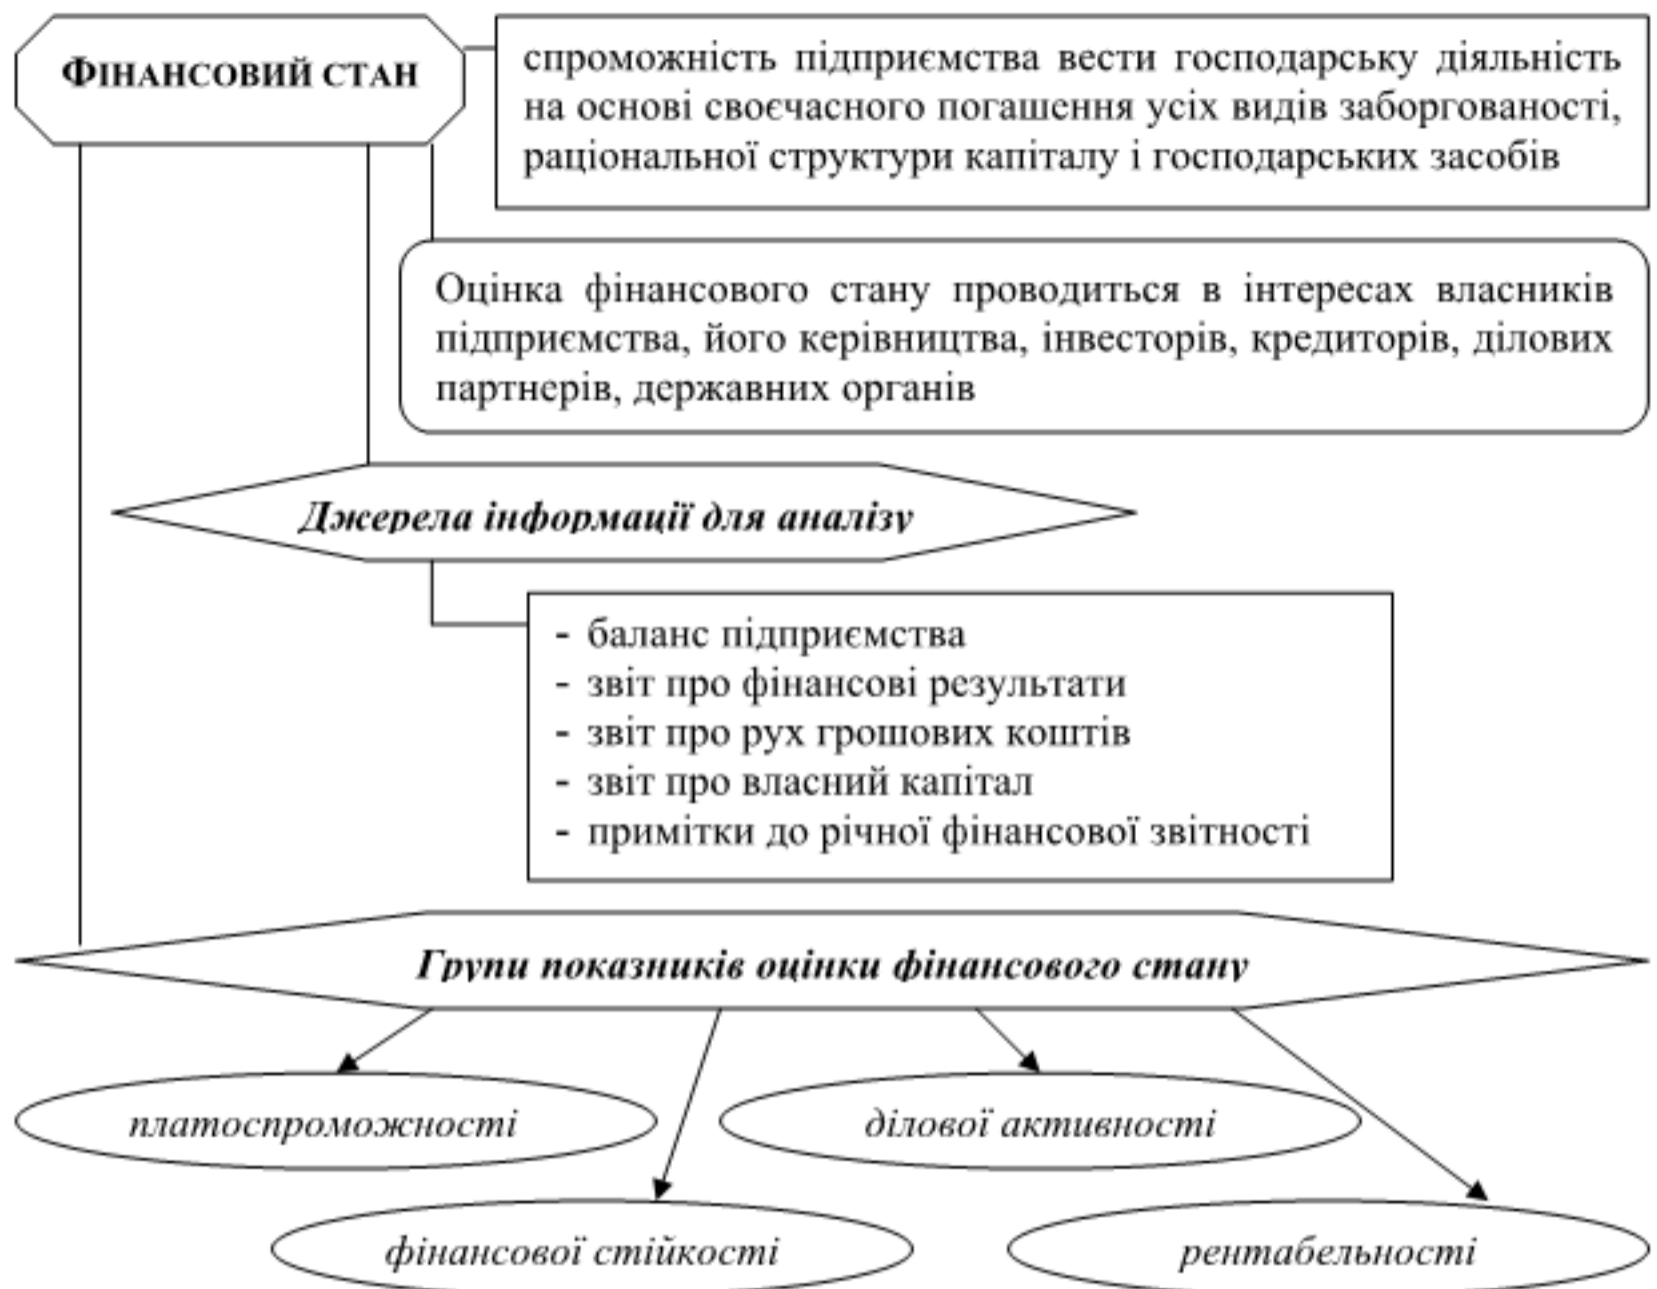 ФІНАНСОВИЙ СТАН
спроможність підприємства вести господарську діяльність
на основі своєчасного погашення усіх видів заборгованості,
раціональної структури капіталу і господарських засобів
Оцінка фінансового стану проводиться в інтересах власників
підприємства, його керівництва, інвесторів, кредиторів, ділових
партнерів, державних органів
Джерела інформації для аналізу
- баланс підприємства
- звіт про фінансові результати
- звіт про рух грошових коштів
- звіт про власний капітал
- примітки до річної фінансової звітності
Групи показників оцінки фінансового стану
платоспроможності
ділової активності
фінансової стійкості
рентабельності